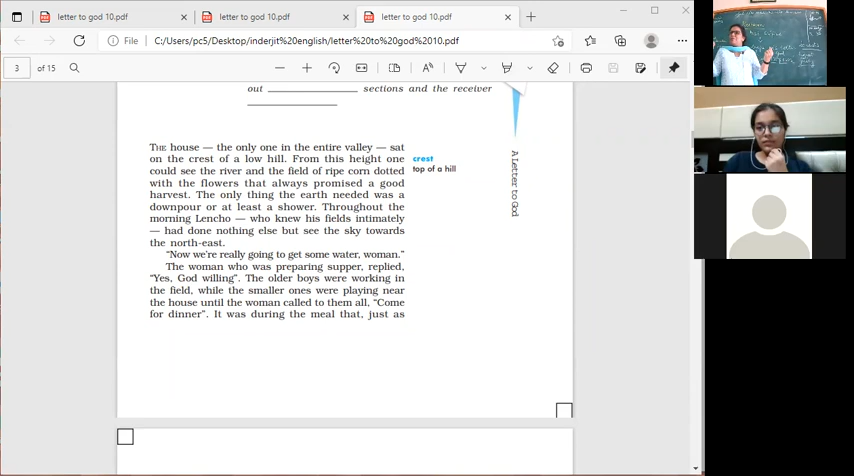 letter to god 10.pdf
letter to god 10.pdf
letter to god 10.pdf
File
C:/Users/pc5/Desktop/inderjit%20english/letter%20to%20god%2010.pdf
3
of 15
out ________________ sections and the receiver
________________
THE house — the only one in the entire valley — sat
on the crest of a low hill. From this height one
could see the river and the field of ripe corn dotted
with the flowers that always promised a good
harvest. The only thing the earth needed was a
downpour or at least a shower. Throughout the
morning Lencho — who knew his fields intimately
— had done nothing else but see the sky towards
the north-east.
“Now we’re really going to get some water, woman.”
The woman who was preparing supper, replied,
“Yes, God willing”. The older boys were working in
the field, while the smaller ones were playing near
the house until the woman called to them all, “Come
for dinner”. It was during the meal that, just as
crest
top of a hill
A Letter to God